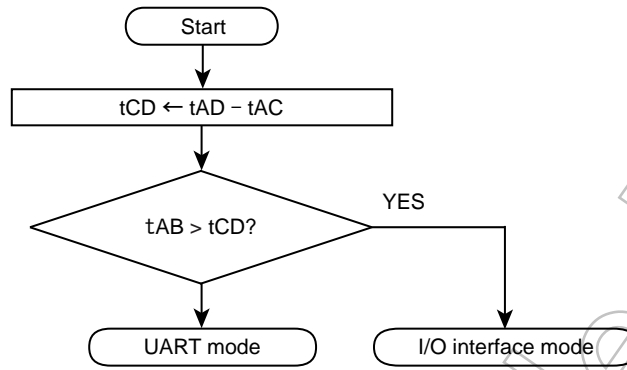 Start
tCD ← tAD − tAC
YES
tAB > tCD?
UART mode
I/O interface mode